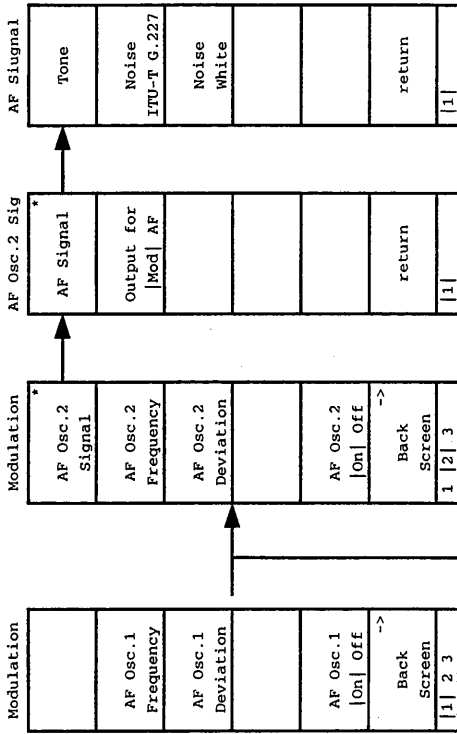 Modulation
AF Osc.1
Frequency
AF Osc.1
Deviation
AF Osc.1
|On| Off
->
Back
Screen
|1| 2 3
Modulation
*
AF Osc.2
Signal
AF Osc.2
Frequency
AF Osc.2
Deviation
AF Osc.2
|On| Off
->
Back
Screen
1 |2| 3
AF Osc.2 Sig
*
AF Signal
Output for
|Mod| AF
return
|1|
AF Siugnal
Tone
Noise
ITU-T G.227
Noise
White
return
|1|